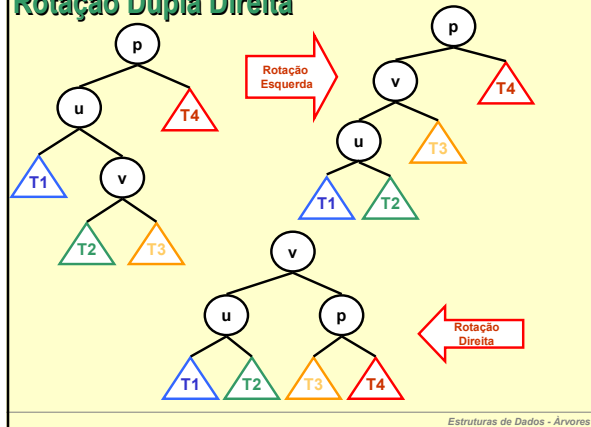 Rotação Dupla Direita
p
u
T4
T1
v
T2
T3
Rotação
Esquerda
p
v
T4
u
T3
T1
T2
v
u
p
T1
T2
T3
T4
Rotação
Direita
Estruturas de Dados - Árvores